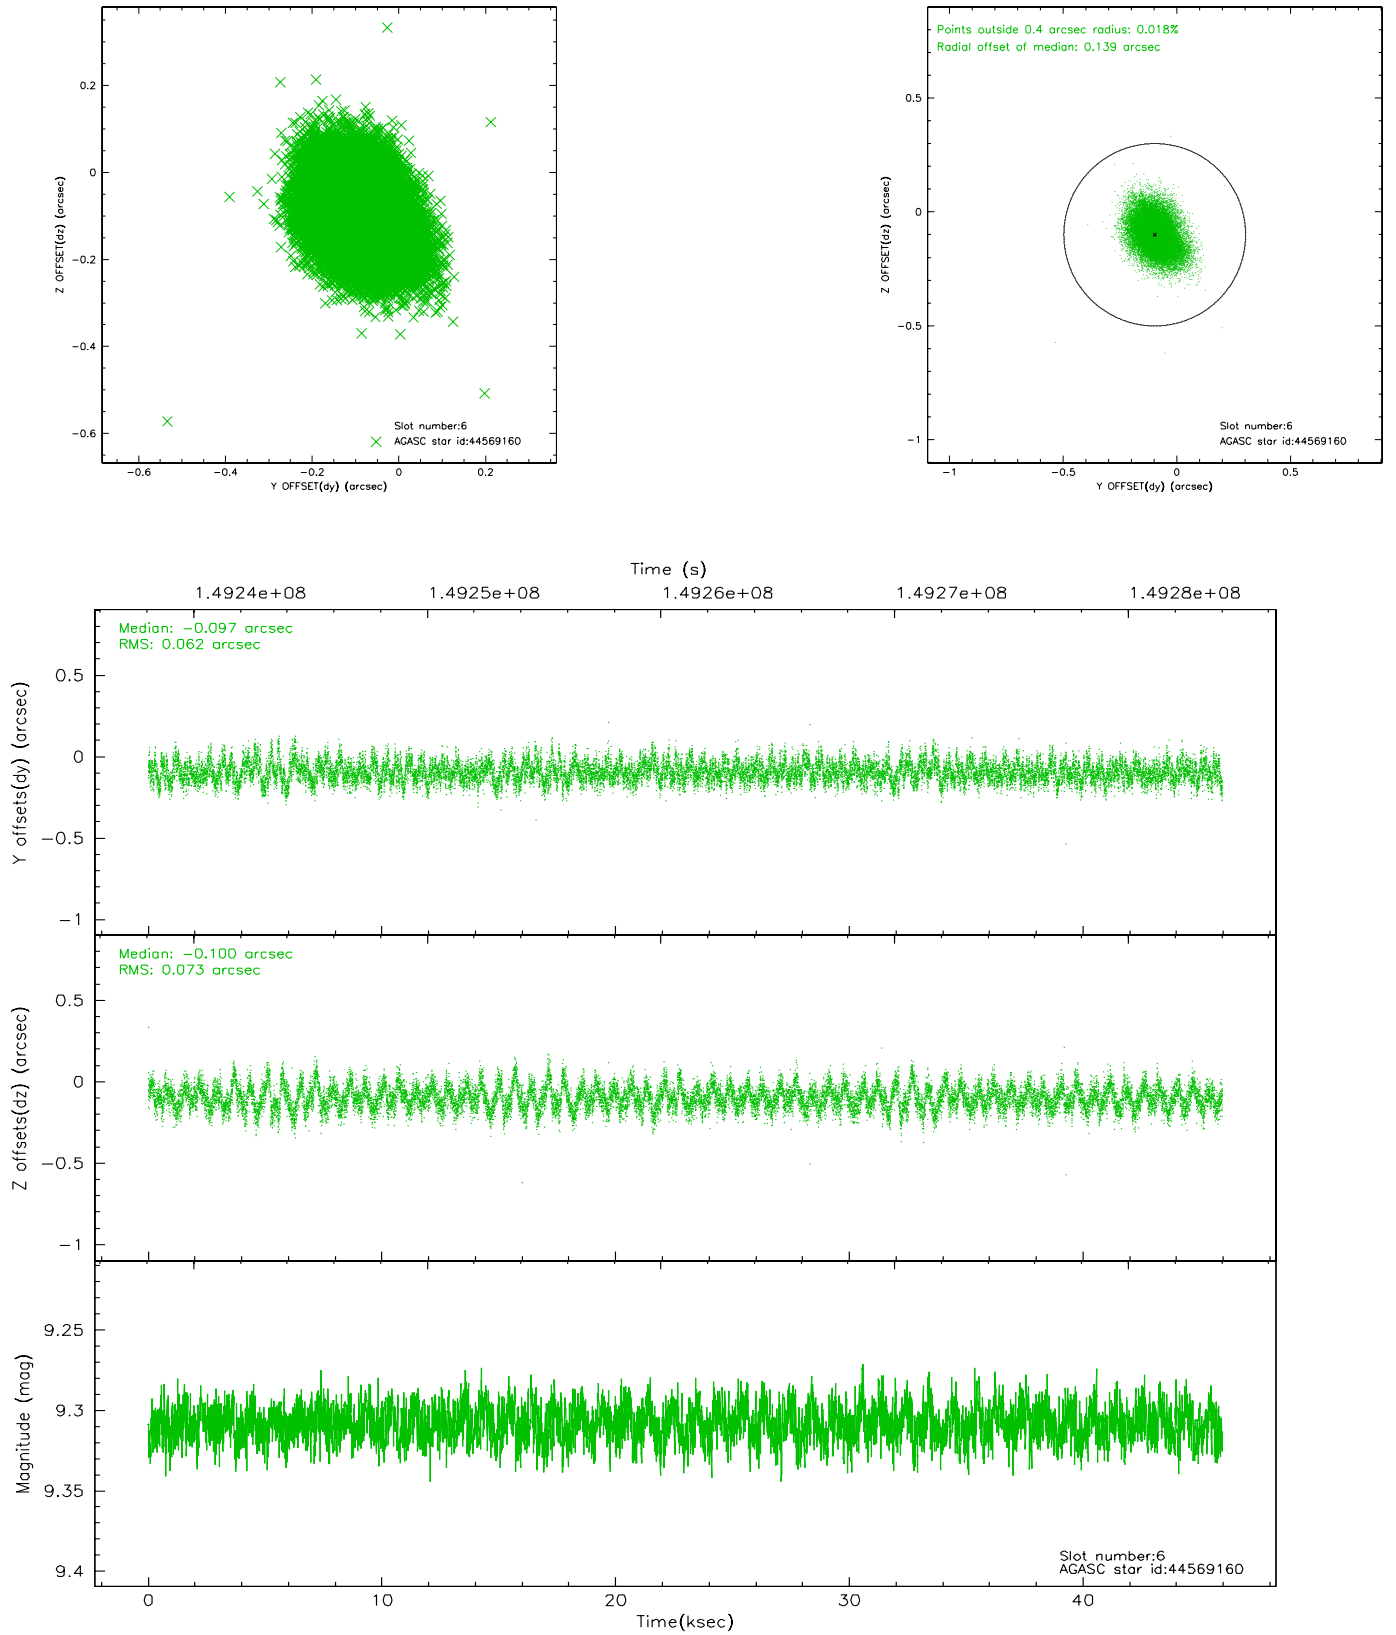 0.2
0
−0.2
−0.4
−0.6
Z OFFSET(dz) (arcsec)
Slot number:6
AGASC star id:44569160
−0.6 −0.4 −0.2 0 0.2
Y OFFSET(dy) (arcsec)
Points outside 0.4 arcsec radius: 0.018%
Radial offset of median: 0.139 arcsec
0.5
0
−0.5
−1
Z OFFSET(dz) (arcsec)
Slot number:6
AGASC star id:44569160
−1 −0.5 0 0.5
Y OFFSET(dy) (arcsec)
Time (s)
1.4924e+08 1.4925e+08 1.4926e+08 1.4927e+08 1.4928e+08
Median: −0.097 arcsec
RMS: 0.062 arcsec
0.5
0
−0.5
−1
Y offsets(dy) (arcsec)
Median: −0.100 arcsec
RMS: 0.073 arcsec
0.5
0
−0.5
−1
Z offsets(dz) (arcsec)
9.25
9.3
9.35
9.4
Magnitude (mag)
Slot number:6
AGASC star id:44569160
0 10 20 30 40
Time(ksec)